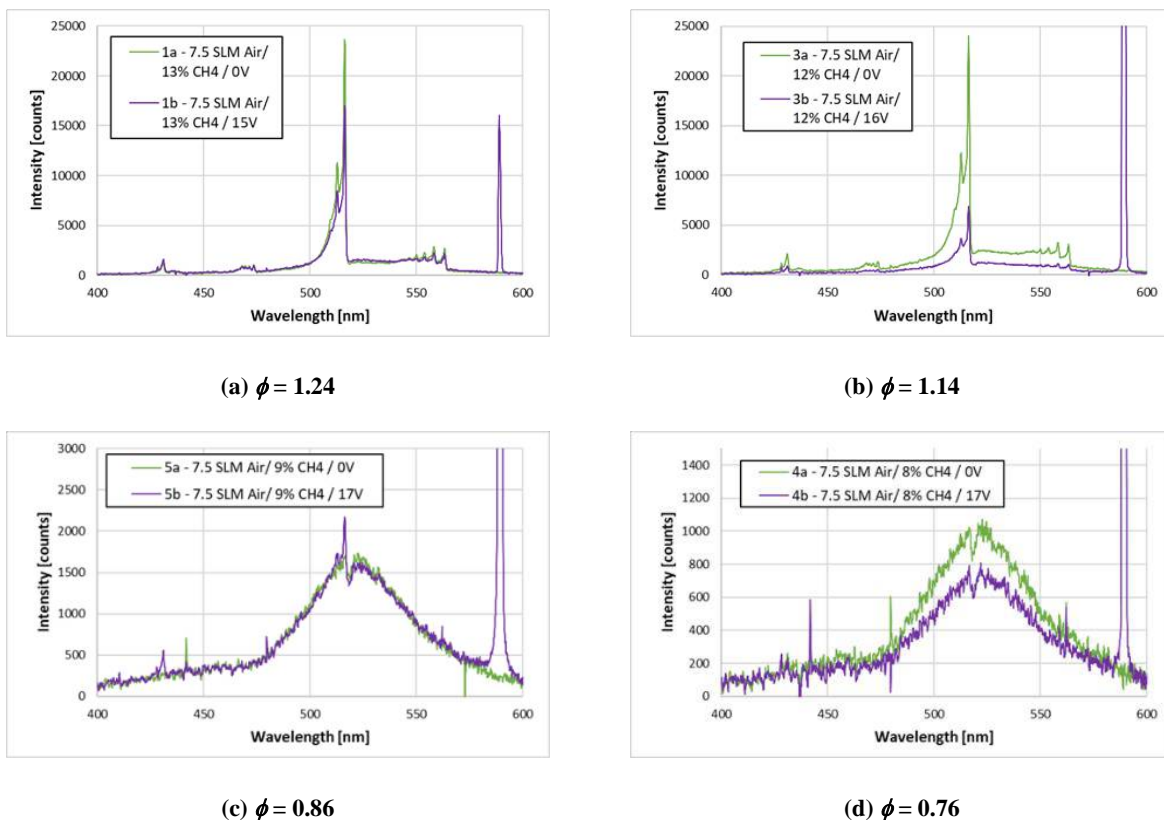 25000
20000
15000
10000
5000
0
Intensity [counts]
1a - 7.5 SLM Air/
13% CH4 / 0V
1b - 7.5 SLM Air/
13% CH4 / 15V
400 450 500 550 600
Wavelength [nm]
(a) ϕ = 1.24
25000
20000
15000
10000
5000
0
Intensity [counts]
3a - 7.5 SLM Air/
12% CH4 / 0V
3b - 7.5 SLM Air/
12% CH4 / 16V
400 450 500 550 600
Wavelength [nm]
(b) ϕ = 1.14
3000
2500
2000
1500
1000
500
0
Intensity [counts]
5a - 7.5 SLM Air/ 9% CH4 / 0V
5b - 7.5 SLM Air/ 9% CH4 / 17V
400 450 500 550 600
Wavelength [nm]
(c) ϕ = 0.86
1400
1200
1000
800
600
400
200
0
Intensity [counts]
4a - 7.5 SLM Air/ 8% CH4 / 0V
4b - 7.5 SLM Air/ 8% CH4 / 17V
400 450 500 550 600
Wavelength [nm]
(d) ϕ = 0.76